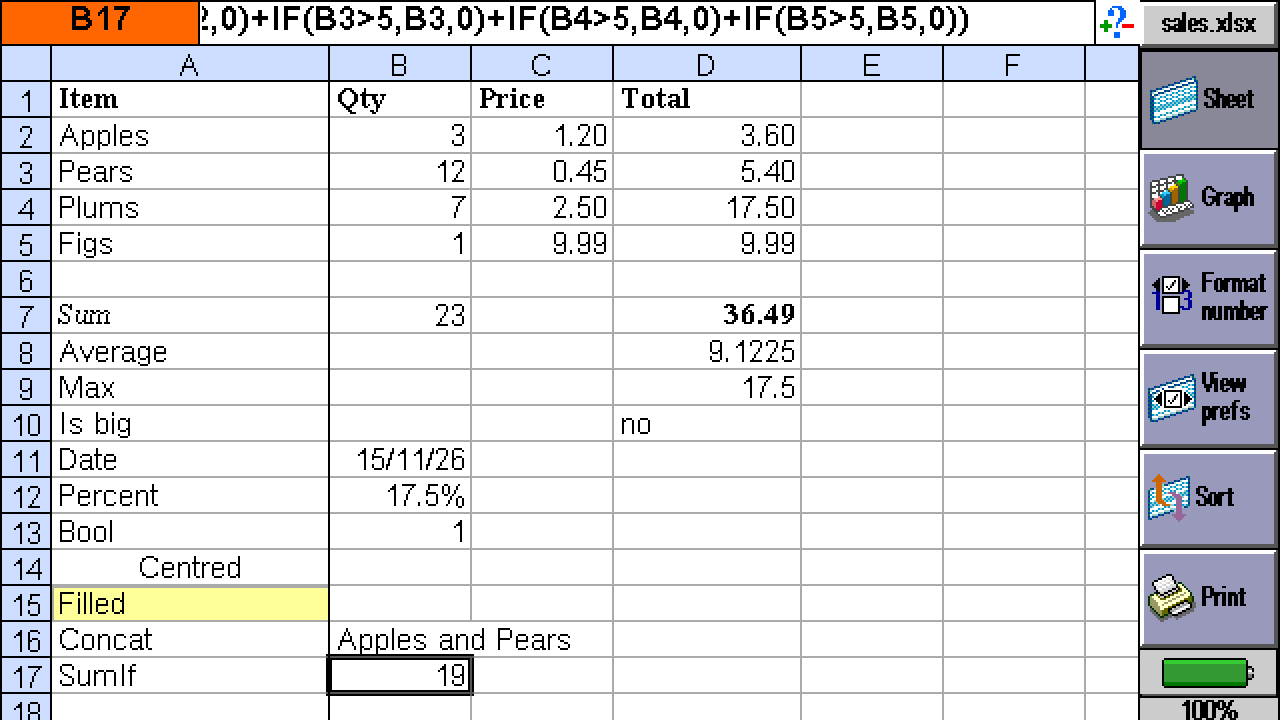 B17 2,0)+IF(B3>5,B3,0)+IF(B4>5,B4,0)+IF(B5>5,B5,0)) +?- sales.xlsx
A B C D E F
1 Item Qty Price Total
2 Apples 3 1.20 3.60
3 Pears 12 0.45 5.40
4 Plums 7 2.50 17.50
5 Figs 1 9.99 9.99
6
7 Sum 23 36.49
8 Average 9.1225
9 Max 17.5
10 Is big no
11 Date 15/11/26
12 Percent 17.5%
13 Bool 1
14 Centred
15 Filled
16 Concat Apples and Pears
17 SumIf 19
18
Sheet
Graph
Format
number
View
prefs
Sort
Print
100%